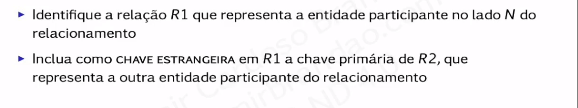 ▶ Identifique a relação R1 que representa a entidade participante no lado N do
relacionamento
▶ Inclua como CHAVE ESTRANGEIRA em R1 a chave primária de R2, que
representa a outra entidade participante do relacionamento